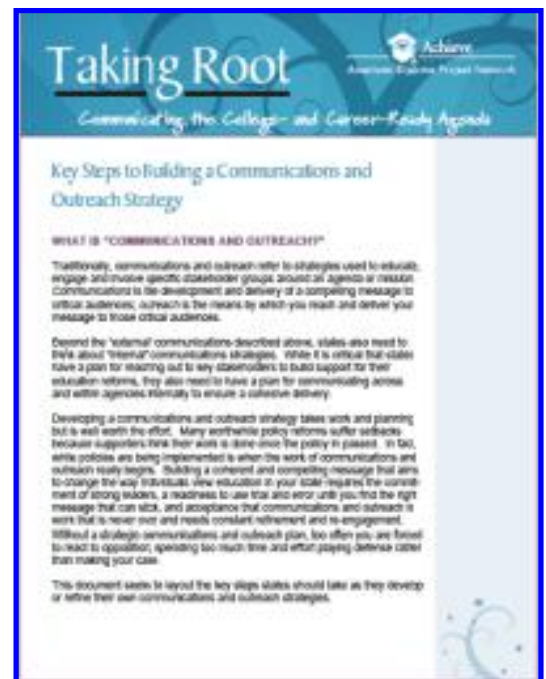 Taking Root
Achieve
American Diploma Project Network
Communicating the College- and Career-Ready Agenda
Key Steps to Building a Communications and
Outreach Strategy
WHAT IS "COMMUNICATIONS AND OUTREACH?"
Traditionally, communications and outreach refer to strategies used to educate,
engage and involve specific stakeholder groups around an agenda or mission.
Communications is the development and delivery of a compelling message to
critical audiences; outreach is the means by which you reach and deliver your
message to those critical audiences.
Beyond the "external" communications described above, states also need to
think about "internal" communications strategies. While it is critical that states
have a plan for reaching out to key stakeholders to build support for their
education reforms, they also need to have a plan for communicating across
and within agencies internally to ensure a cohesive delivery.
Developing a communications and outreach strategy takes work and planning
but is well worth the effort. Many worthwhile policy reforms suffer setbacks
because supporters think their work is done once the policy is passed. In fact,
while policies are being implemented is when the work of communications and
outreach really begins. Building a coherent and compelling message that aims
to change the way individuals view education in your state requires the commit-
ment of strong leaders, a readiness to use trial and error until you find the right
message that can stick, and acceptance that communications and outreach is
work that is never over and needs constant refinement and re-engagement.
Without a strategic communications and outreach plan, too often you are forced
to react to opposition, spending too much time and effort playing defense rather
than making your case.
This document seeks to layout the key steps states should take as they develop
or refine their own communications and outreach strategies.